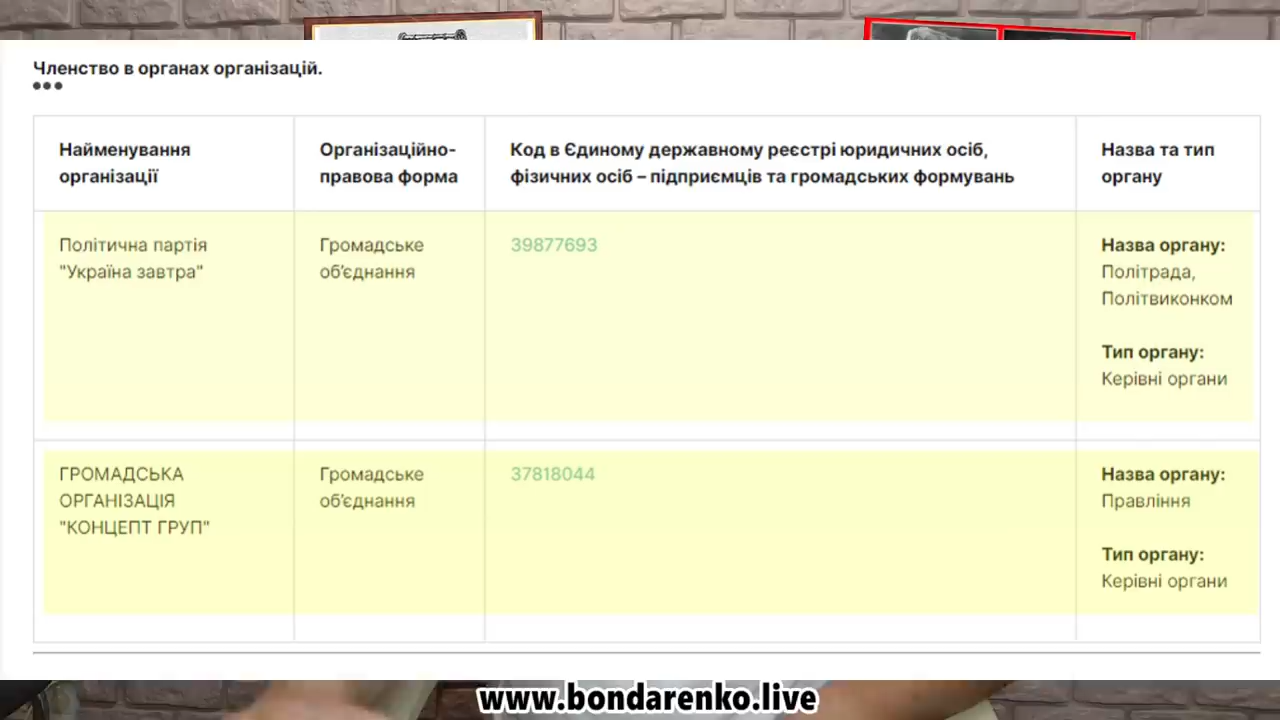 Членство в органах організацій.
Найменування
організації
Організаційно-
правова форма
Код в Єдиному державному реєстрі юридичних осіб,
фізичних осіб – підприємців та громадських формувань
Назва та тип
органу
Політична партія
"Україна завтра"
Громадське
об'єднання
39877693
Назва органу:
Політрада,
Політвиконком
Тип органу:
Керівні органи
ГРОМАДСЬКА
ОРГАНІЗАЦІЯ
"КОНЦЕПТ ГРУП"
Громадське
об'єднання
37818044
Назва органу:
Правління
Тип органу:
Керівні органи
www.bondarenko.live